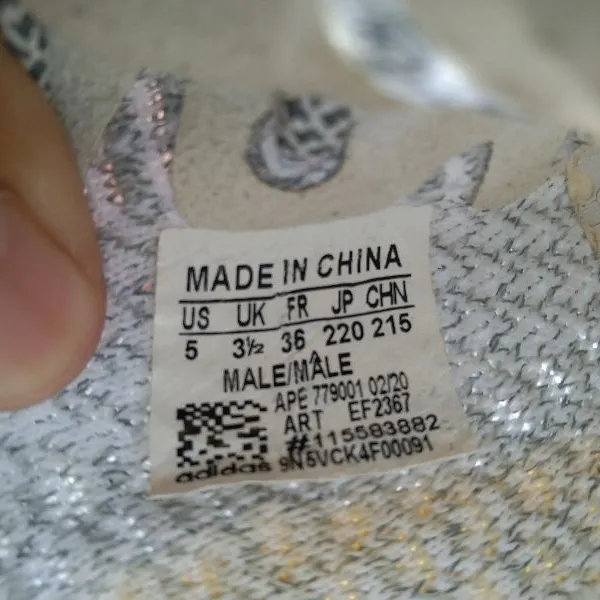 MADE IN CHINA
US UK FR JP CHN
5 3½ 36 220 215
MALE/MÂLE
APE 779001 02/20
ART EF2367
#115583882
adidas 9N5VCK4F00091